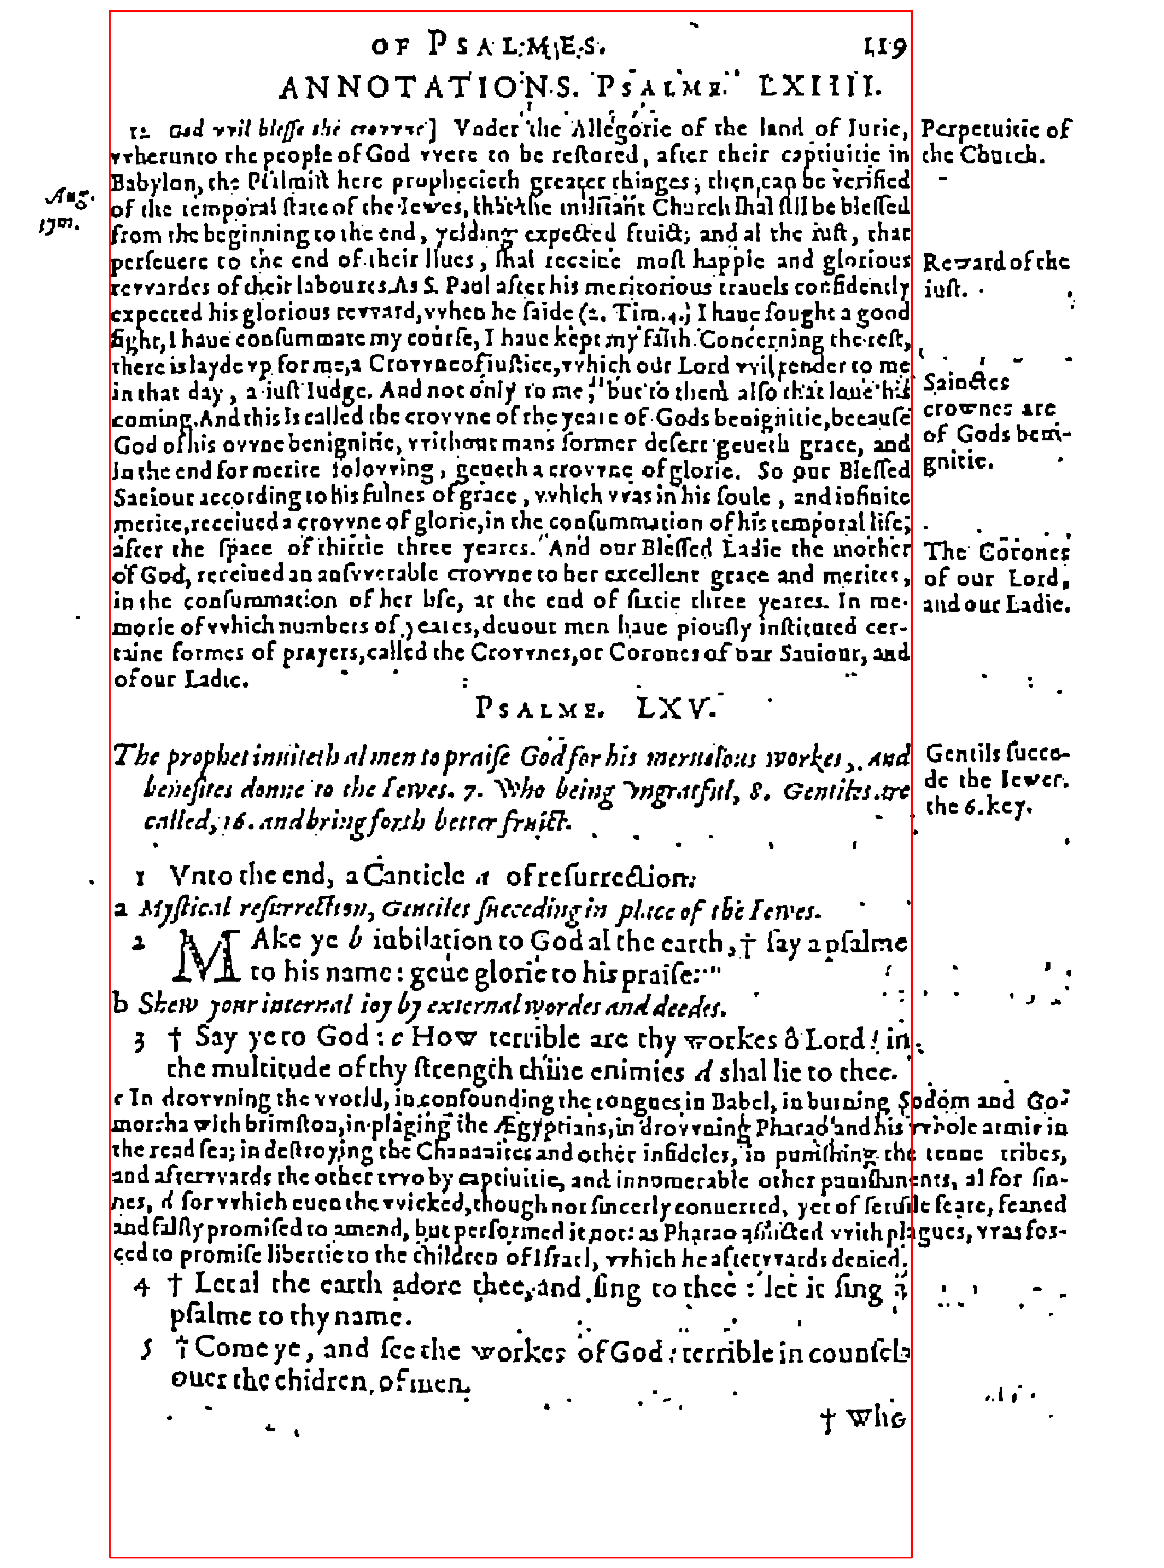 OF PSALMES. 119
ANNOTATIONS. PSALME. LXIIII.
12 God vvil blesse the crovvne] Vnder the Allegorie of the land of Iurie,
vvherunto the people of God vvere to be restored, after their captiuitie in
Babylon, the Psalmist here prophecieth greater thinges; then can be verified
of the temporal state of the Iewes, that the militant Church shal stil be blessed
from the beginning to the end, yelding expected fruict; and al the iust, that
perseuere to the end of their liues, shal receiue most happie and glorious
revvardes of their laboures. As S. Paul after his meritorious trauels confidently
expected his glorious revvard, vvhen he saide (2. Tim. 4.) I haue fought a good
fight, I haue consummate my course, I haue kept my faith. Concerning the rest,
there is layde vp for me, a Crovvne of iustice, vvhich our Lord vvil render to me
in that day, a iust Iudge. And not only to me, but to them also that loue his
coming. And this is called the crovvne of the yeare of Gods benignitie, because
God of his ovvne benignitie, vvithout mans former desert geueth grace, and
in the end for merite folovving, geueth a crovvne of glorie. So our Blessed
Sauiour according to his fulnes of grace, vvhich vvas in his soule, and infinite
merite, receiued a crovvne of glorie, in the consummation of his temporal life;
after the space of thirtie three yeares. And our Blessed Ladie the mother
of God, receiued an ansvverable crovvne to her excellent grace and merites,
in the consummation of her life, at the end of sixtie three yeares. In me-
morie of vvhich numbers of yeares, deuout men haue piously instituted cer-
taine formes of prayers, called the Crovvnes, or Corones of our Sauiour, and
of our Ladie.
Aug.
Perpetuitie of
the Church.
Reward of the
iust.
Sainctes
crownes are
of Gods beni-
gnitie.
The Corones
of our Lord,
and our Ladie.
PSALME. LXV.
The prophet inuiteth al men to praise God for his meruelous workes, and
benefites donne to the Iewes. 7. Who being vngratful, 8. Gentiles are
called, 16. and bring forth better fruict.
Gentils succe-
de the Iewer.
the 6. key.
1 Vnto the end, a Canticle a of resurrection.
a Mystical resurrection, Gentiles succeding in place of the Iewes.
2 MAke ye b iubilation to God al the earth, † say a psalme
to his name: geue glorie to his praise.
b Shew your internal ioy by external wordes and deedes.
3 † Say ye to God: c How terrible are thy workes ô Lord! in
the multitude of thy strength thine enimies d shal lie to thee.
c In drovvning the vvorld, in confounding the tongues in Babel, in burning Sodom and Go-
morrha with brimston, in plaging the Ægyptians, in drovvning Pharao and his vvhole armie in
the read sea; in destroying the Chanaaites and other infideles, in punishing the tenne tribes,
and aftervvards the other tvvo by captiuitie, and innumerable other punishments, al for sin-
nes, d for vvhich euen the vvicked, though not sincerly conuerted, yet of seruile feare, feaned
and falsly promised to amend, but performed it not: as Pharao afflicted vvith plagues, vvas for-
ced to promise libertie to the children of Israel, vvhich he aftervvards denied.
4 † Let al the earth adore thee, and sing to thee: let it sing a
psalme to thy name.
5 † Come ye, and see the workes of God: terrible in counsels
ouer the chidren of men.
† Who